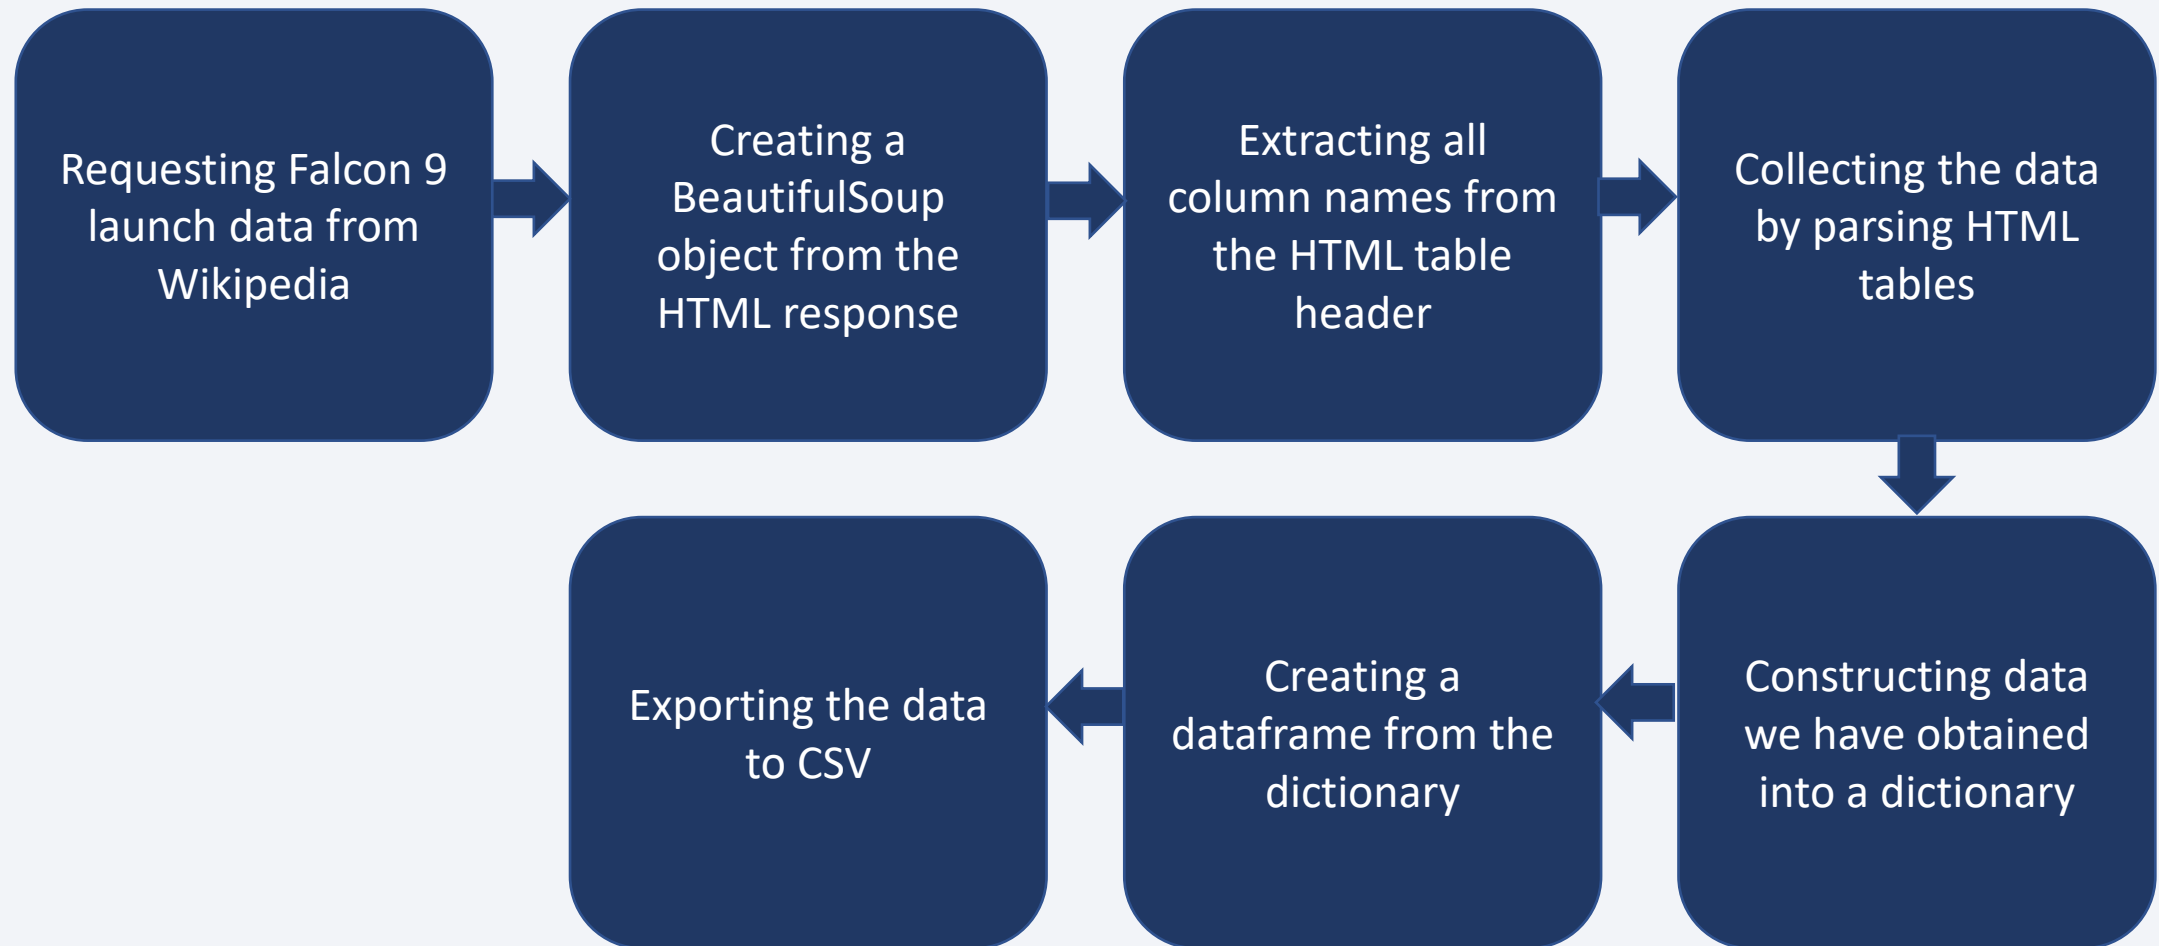 Requesting Falcon 9
launch data from
Wikipedia
Creating a
BeautifulSoup
object from the
HTML response
Extracting all
column names from
the HTML table
header
Collecting the data
by parsing HTML
tables
Constructing data
we have obtained
into a dictionary
Creating a
dataframe from the
dictionary
Exporting the data
to CSV